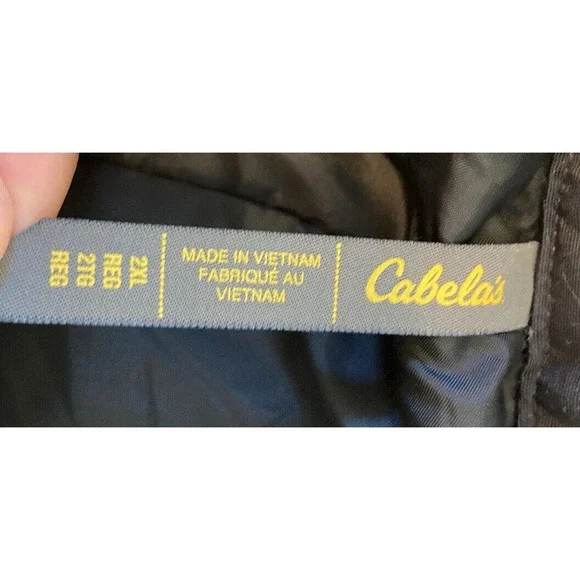 2XL
REG
2TG
REG
MADE IN VIETNAM
FABRIQUÉ AU
VIETNAM
Cabela's